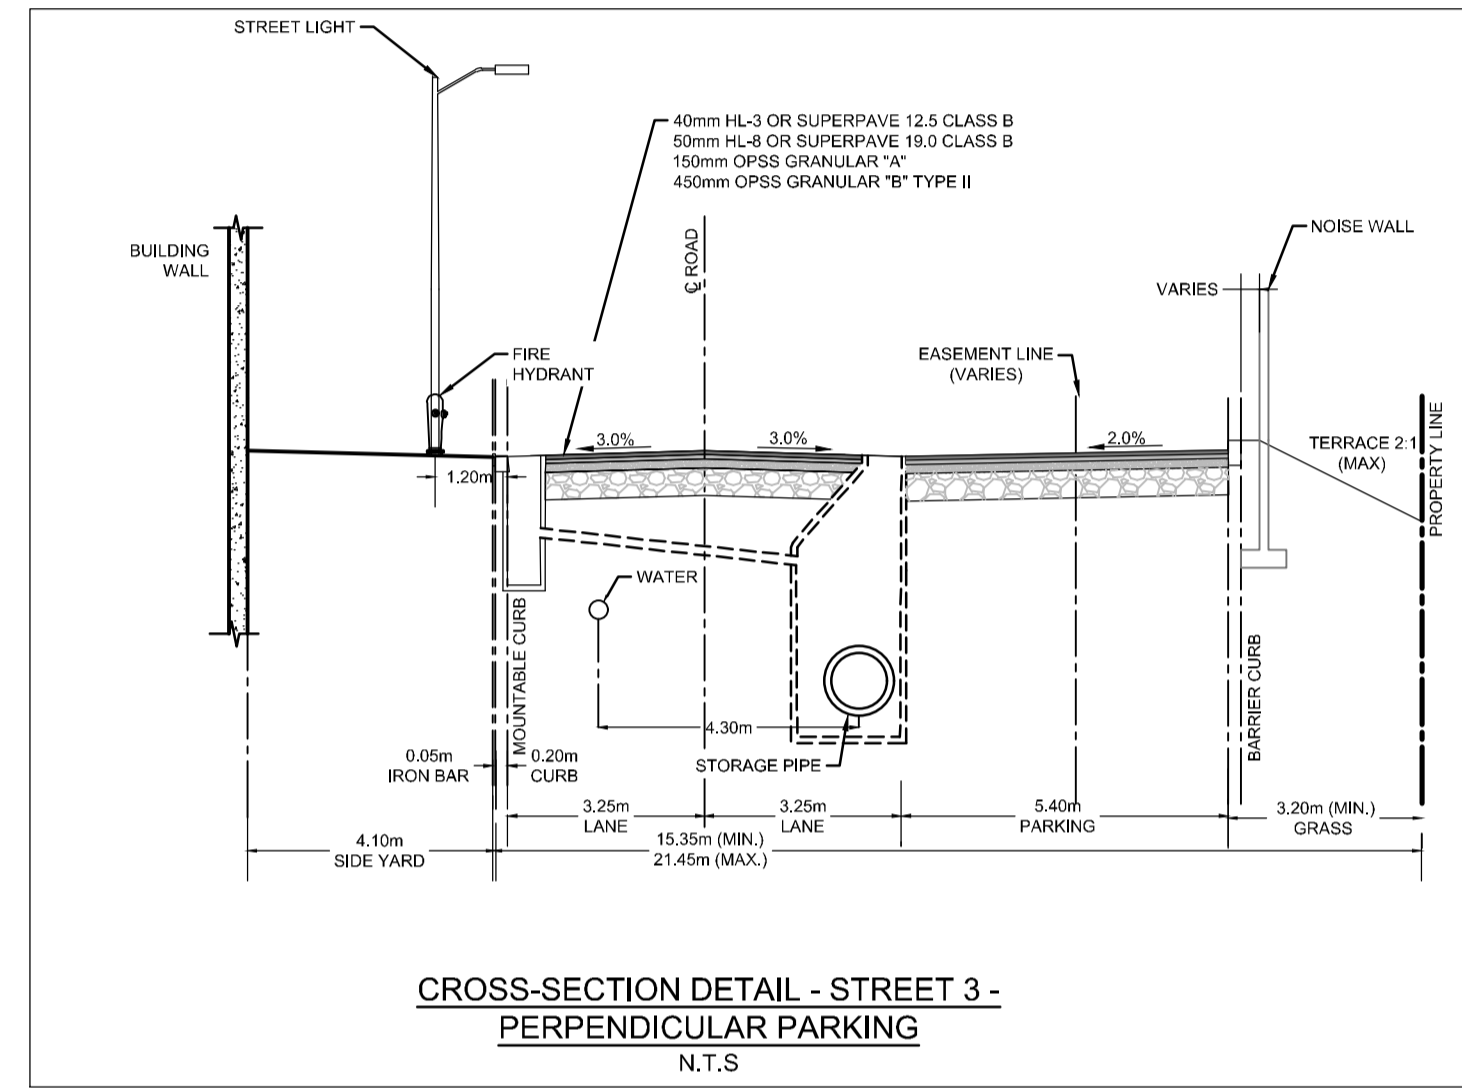 STREET LIGHT
40mm HL-3 OR SUPERPAVE 12.5 CLASS B
50mm HL-8 OR SUPERPAVE 19.0 CLASS B
150mm OPSS GRANULAR "A"
450mm OPSS GRANULAR "B" TYPE II
BUILDING
WALL
℄ ROAD
NOISE WALL
VARIES
FIRE
HYDRANT
EASEMENT LINE
(VARIES)
3.0%
3.0%
2.0%
TERRACE 2:1
(MAX)
PROPERTY LINE
1.20m
WATER
MOUNTABLE CURB
BARRIER CURB
4.30m
STORAGE PIPE
0.05m
IRON BAR
0.20m
CURB
3.25m
LANE
3.25m
LANE
5.40m
PARKING
3.20m (MIN.)
GRASS
4.10m
SIDE YARD
15.35m (MIN.)
21.45m (MAX.)
CROSS-SECTION DETAIL - STREET 3 -
PERPENDICULAR PARKING
N.T.S